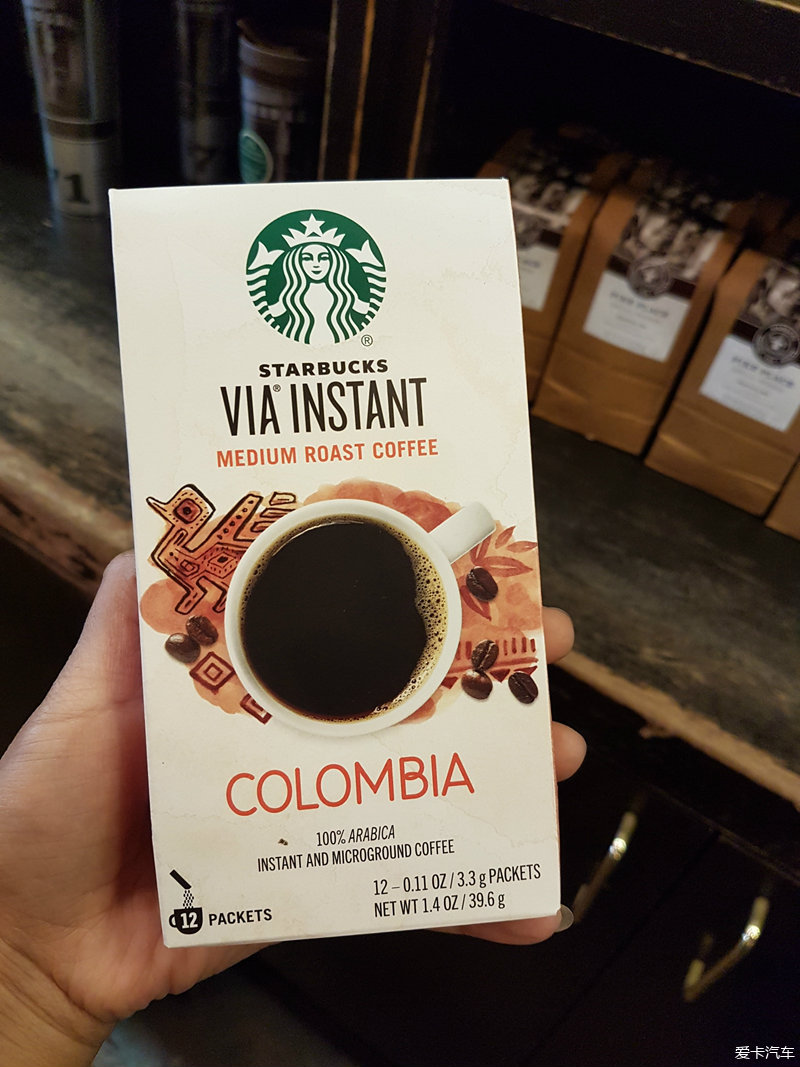 ®
STARBUCKS
VIA® INSTANT
MEDIUM ROAST COFFEE
COLOMBIA
100% ARABICA
INSTANT AND MICROGROUND COFFEE
12 – 0.11 OZ / 3.3 g PACKETS
NET WT 1.4 OZ / 39.6 g
12 PACKETS
爱卡汽车